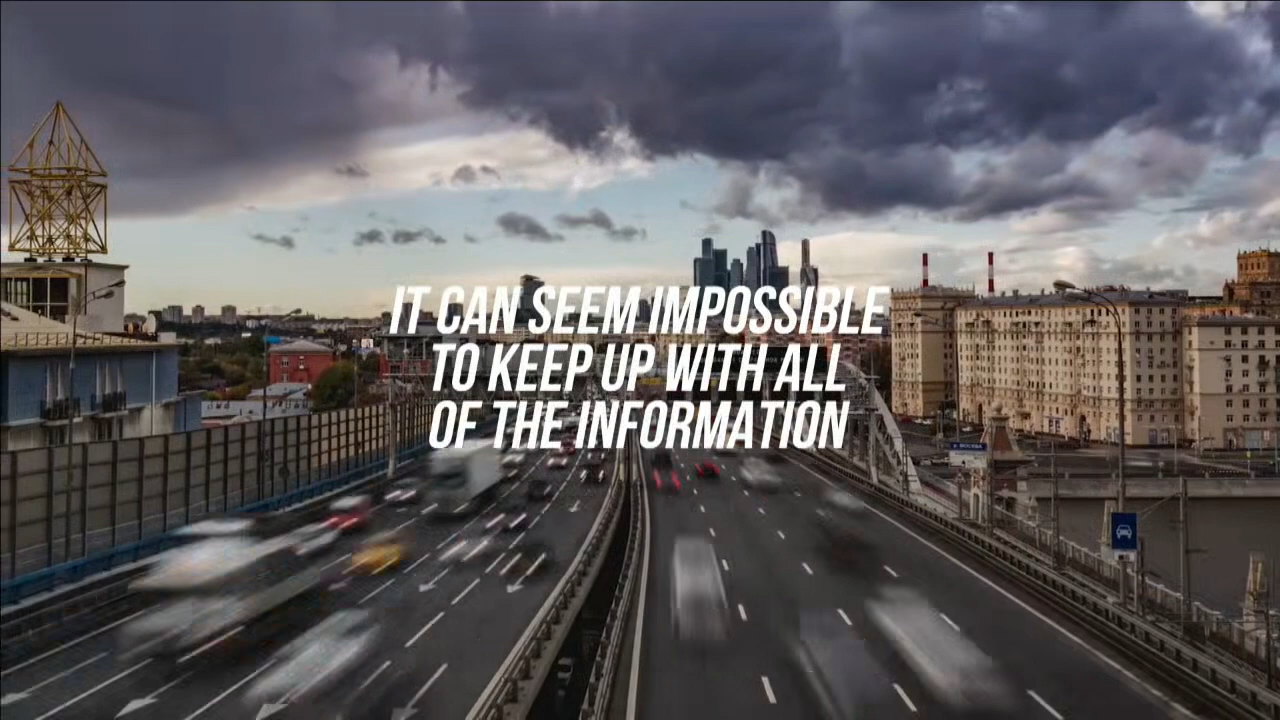 IT CAN SEEM IMPOSSIBLE
TO KEEP UP WITH ALL
OF THE INFORMATION